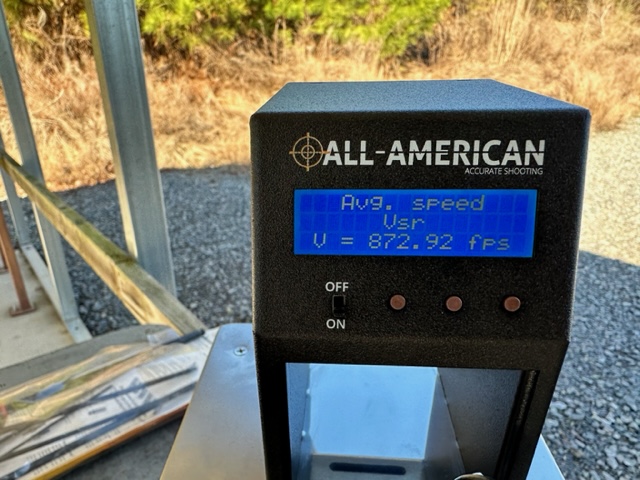 ALL-AMERICAN
ACCURATE SHOOTING
Avg. speed
Vsr
V = 872.92 fps
OFF
ON